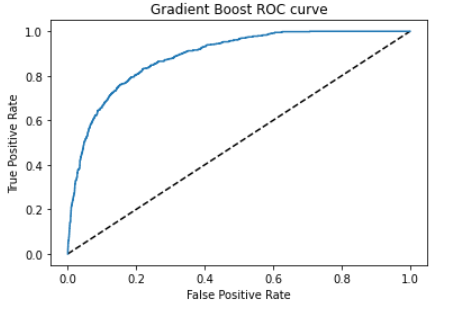 Gradient Boost ROC curve
True Positive Rate
1.0
0.8
0.6
0.4
0.2
0.0
0.0 0.2 0.4 0.6 0.8 1.0
False Positive Rate